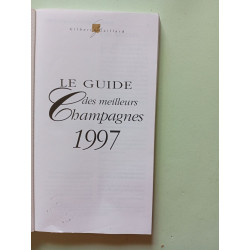 LE GUIDE
des meilleurs
Champagnes
1997